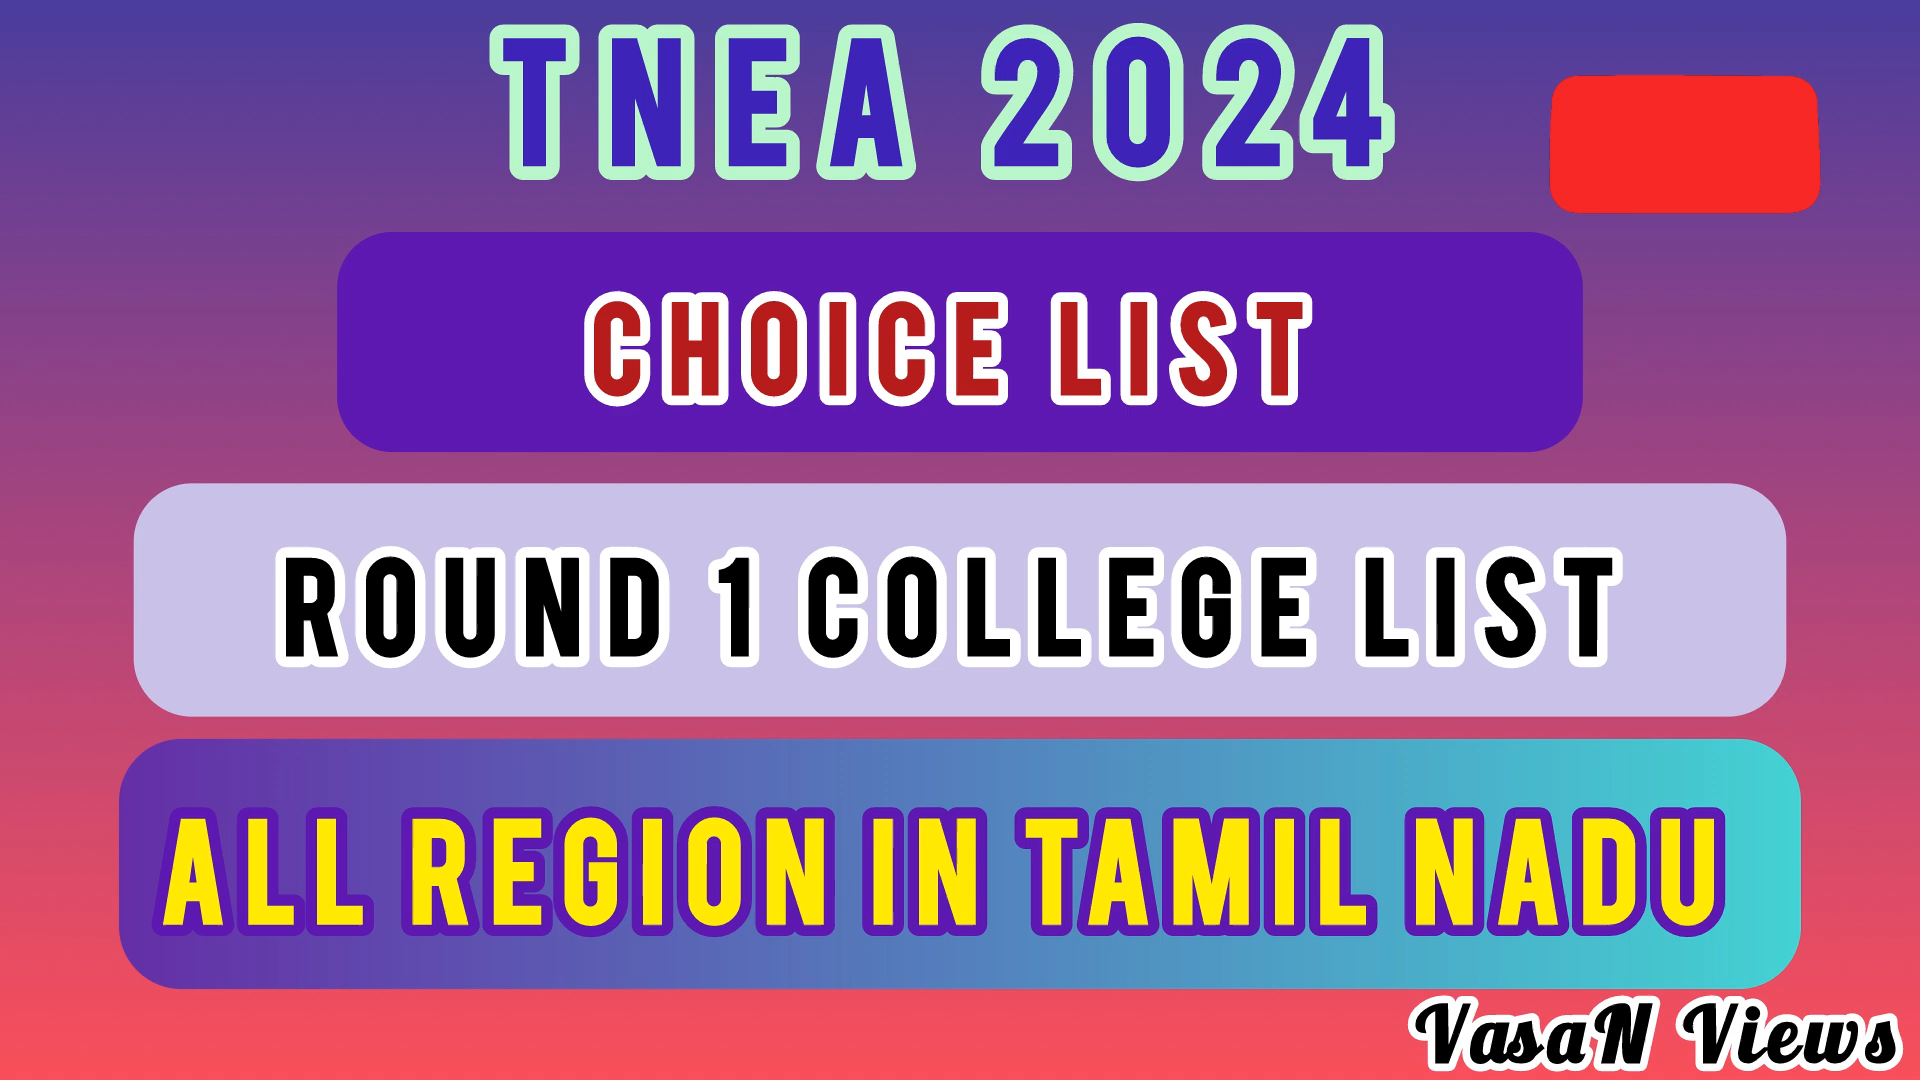 TNEA 2024
CHOICE LIST
ROUND 1 COLLEGE LIST
ALL REGION IN TAMIL NADU
VasaN Views